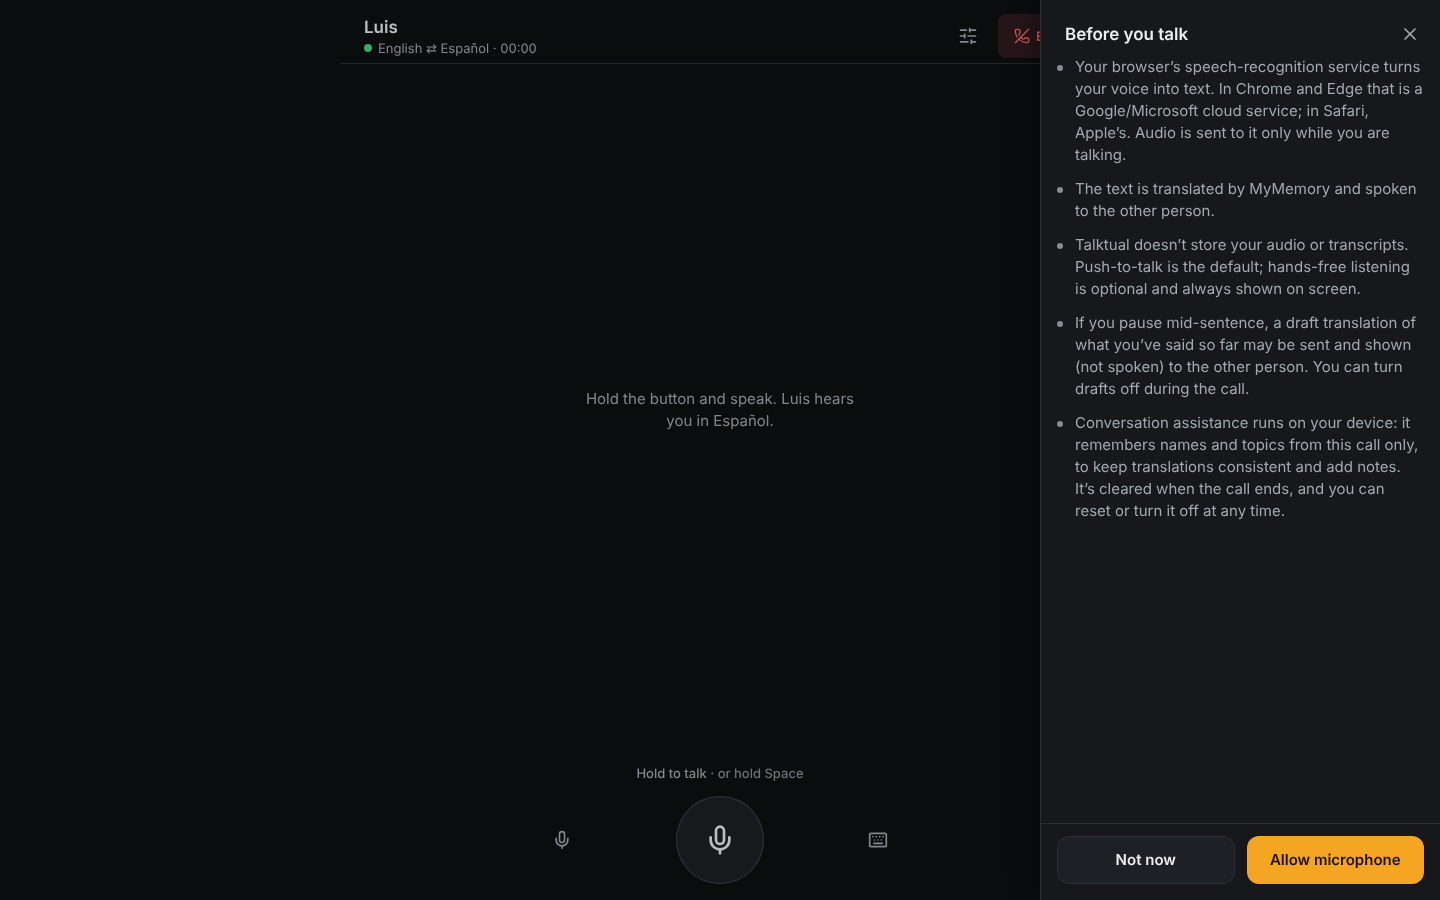 Luis
English ⇄ Español · 00:00
Hold the button and speak. Luis hears
you in Español.
Hold to talk · or hold Space
Before you talk
Your browser’s speech-recognition service turns
your voice into text. In Chrome and Edge that is a
Google/Microsoft cloud service; in Safari,
Apple’s. Audio is sent to it only while you are
talking.
The text is translated by MyMemory and spoken
to the other person.
Talktual doesn’t store your audio or transcripts.
Push-to-talk is the default; hands-free listening
is optional and always shown on screen.
If you pause mid-sentence, a draft translation of
what you’ve said so far may be sent and shown
(not spoken) to the other person. You can turn
drafts off during the call.
Conversation assistance runs on your device: it
remembers names and topics from this call only,
to keep translations consistent and add notes.
It’s cleared when the call ends, and you can
reset or turn it off at any time.
Not now
Allow microphone